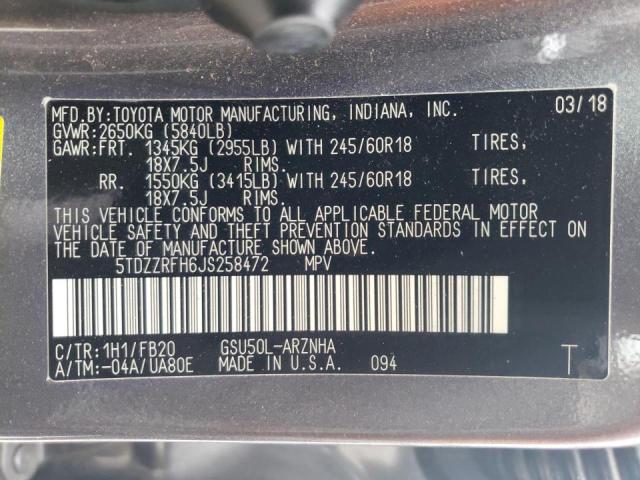 MFD.BY:TOYOTA MOTOR MANUFACTURING, INDIANA, INC. 03/18
GVWR:2650KG (5840LB)
GAWR:FRT. 1345KG (2955LB) WITH 245/60R18 TIRES,
18X7.5J RIMS.
RR. 1550KG (3415LB) WITH 245/60R18 TIRES,
18X7.5J RIMS.
THIS VEHICLE CONFORMS TO ALL APPLICABLE FEDERAL MOTOR
VEHICLE SAFETY AND THEFT PREVENTION STANDARDS IN EFFECT ON THE
DATE OF MANUFACTURE SHOWN ABOVE.
5TDZZRFH6JS258472 MPV
C/TR:1H1/FB20 GSU50L-ARZNHA
A/TM:-04A/UA80E MADE IN U.S.A. 094 T